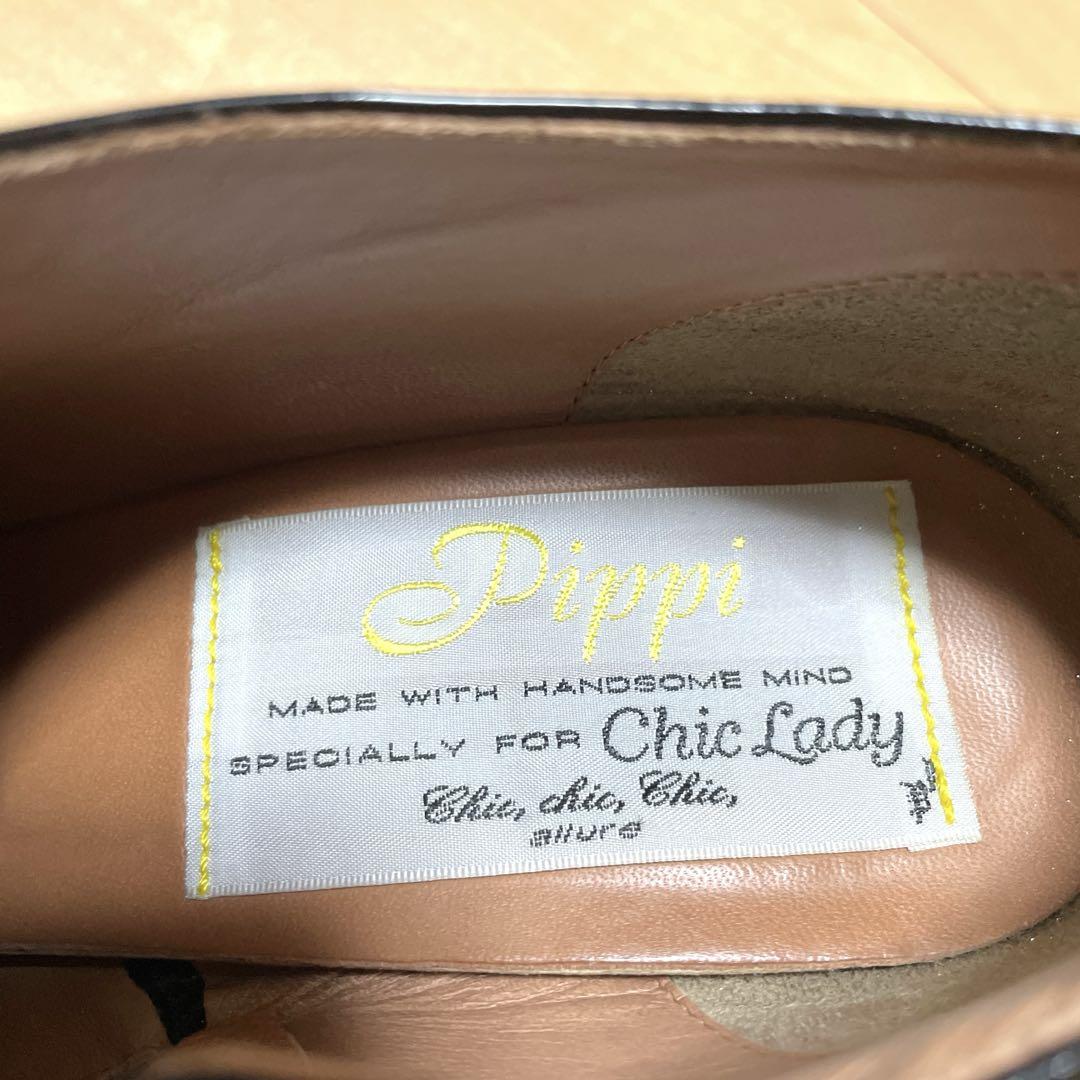 Pippi
MADE WITH HANDSOME MIND
SPECIALLY FOR Chic Lady
Chic, chic, Chic,
allure